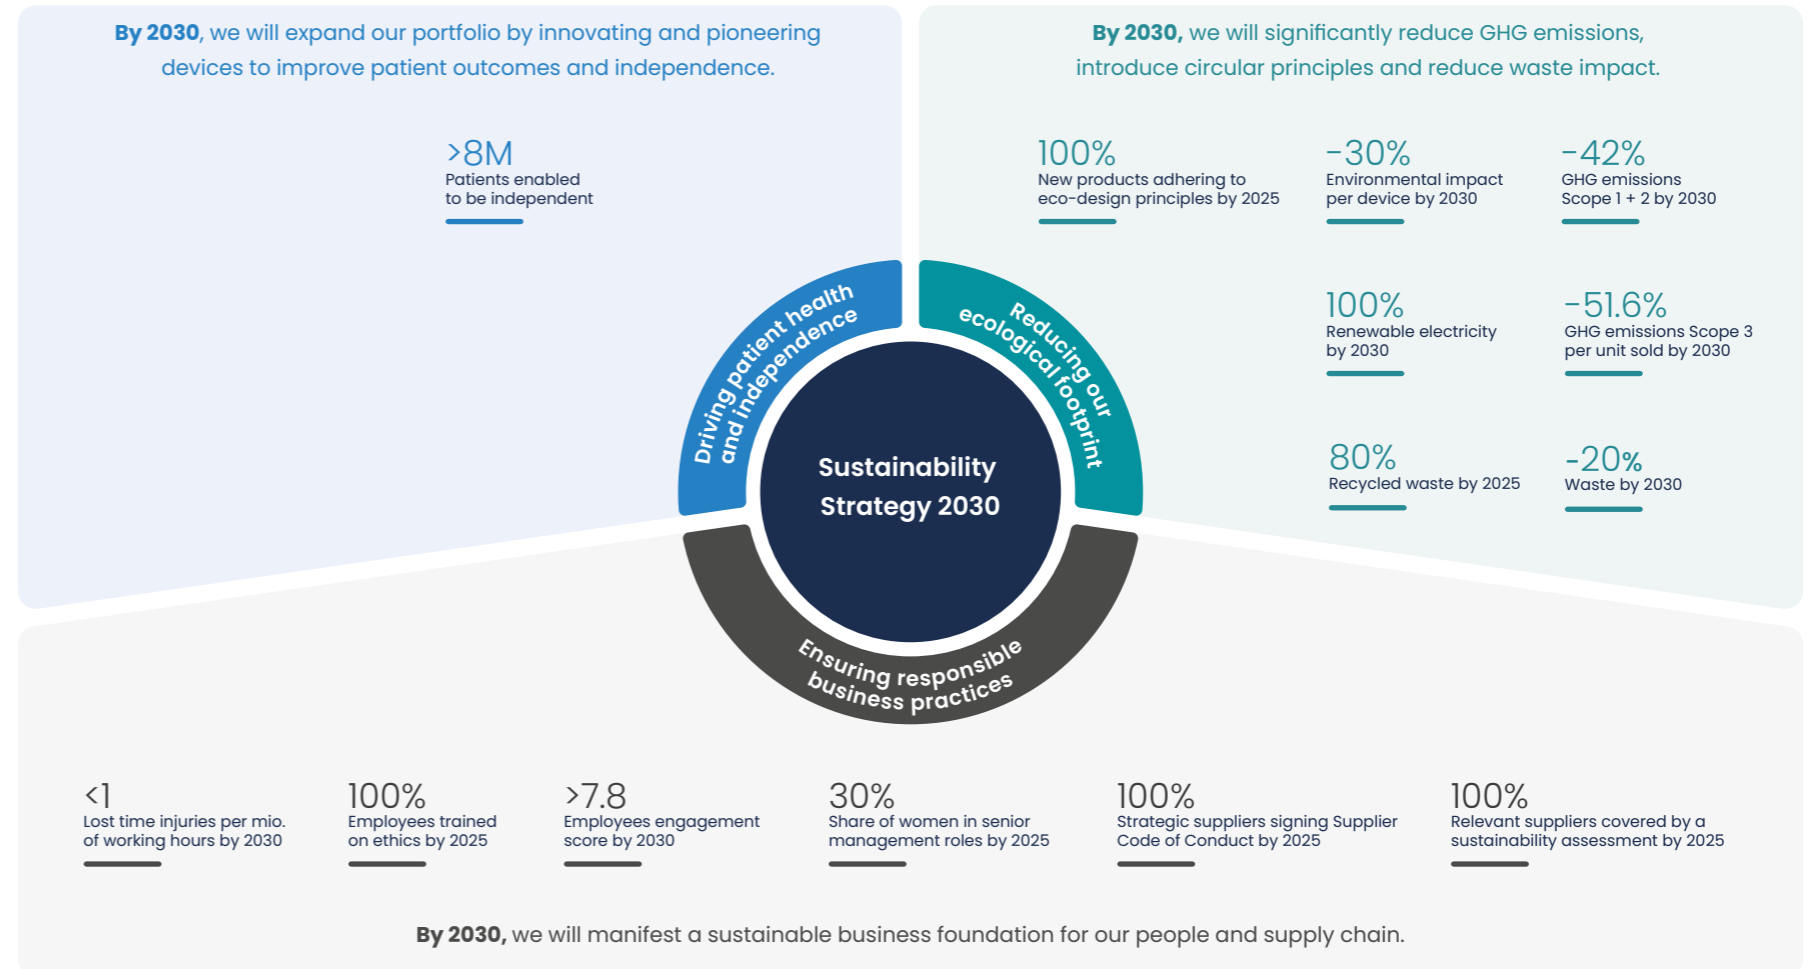 By 2030, we will expand our portfolio by innovating and pioneering
devices to improve patient outcomes and independence.
>8M
Patients enabled
to be independent
By 2030, we will significantly reduce GHG emissions,
introduce circular principles and reduce waste impact.
100%
New products adhering to
eco-design principles by 2025
-30%
Environmental impact
per device by 2030
-42%
GHG emissions
Scope 1 + 2 by 2030
100%
Renewable electricity
by 2030
-51.6%
GHG emissions Scope 3
per unit sold by 2030
80%
Recycled waste by 2025
-20%
Waste by 2030
Driving patient health
and independence
Reducing our
ecological footprint
Sustainability
Strategy 2030
Ensuring responsible
business practices
<1
Lost time injuries per mio.
of working hours by 2030
100%
Employees trained
on ethics by 2025
>7.8
Employees engagement
score by 2030
30%
Share of women in senior
management roles by 2025
100%
Strategic suppliers signing Supplier
Code of Conduct by 2025
100%
Relevant suppliers covered by a
sustainability assessment by 2025
By 2030, we will manifest a sustainable business foundation for our people and supply chain.